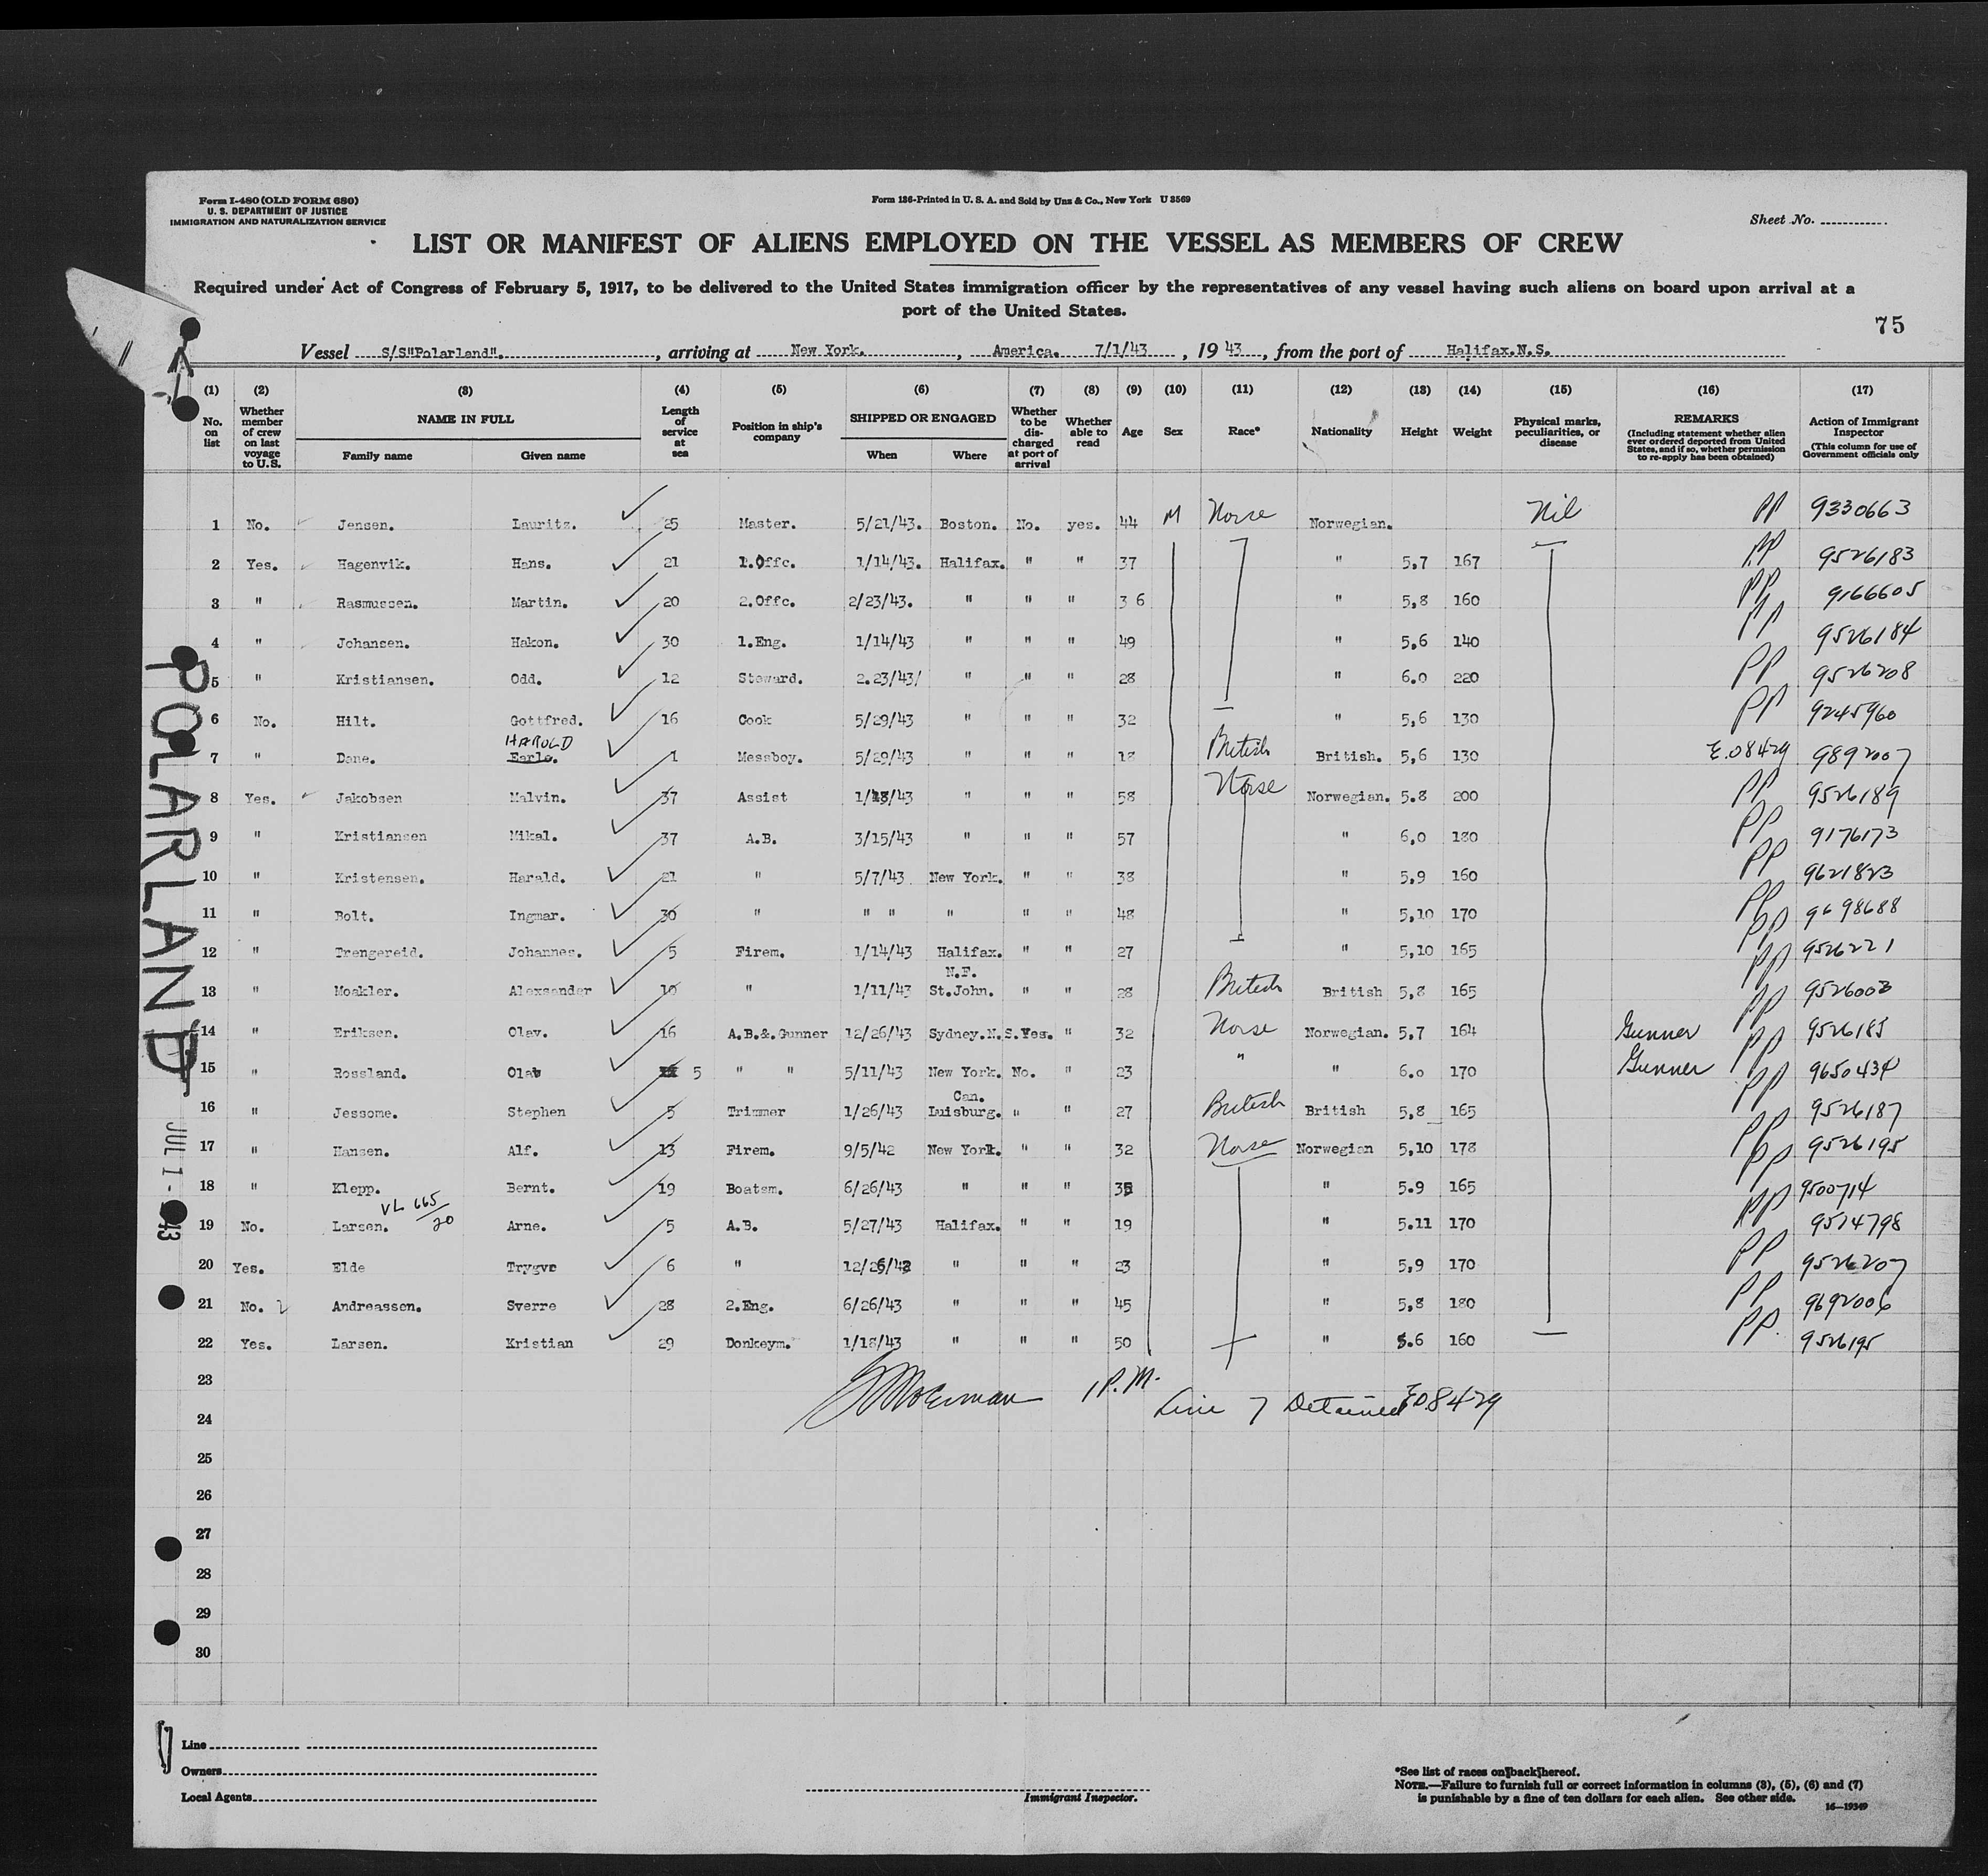 Form I-480 (OLD FORM 680)
U. S. DEPARTMENT OF JUSTICE
IMMIGRATION AND NATURALIZATION SERVICE
Form 136-Printed in U. S. A. and Sold by Unz & Co., New York U 3569
Sheet No.
LIST OR MANIFEST OF ALIENS EMPLOYED ON THE VESSEL AS MEMBERS OF CREW
Required under Act of Congress of February 5, 1917, to be delivered to the United States immigration officer by the representatives of any vessel having such aliens on board upon arrival at a
port of the United States.
75
Vessel S/S"Polarland". , arriving at New York. , America. 7/1/43 , 19 43 , from the port of Halifax.N.S.
(1) (2) (3) (4) (5) (6) (7) (8) (9) (10) (11) (12) (13) (14) (15) (16) (17)
No. on list Whether member of crew on last voyage to U.S. NAME IN FULL Family name Given name Length of service at sea Position in ship's company SHIPPED OR ENGAGED When Where Whether to be discharged at port of arrival Whether able to read Age Sex Race* Nationality Height Weight Physical marks, peculiarities, or disease REMARKS (Including statement whether alien ever ordered deported from United States, and if so, whether permission to re-apply has been obtained) Action of Immigrant Inspector (This column for use of Government officials only
1 No. Jensen. Lauritz. 25 Master. 5/21/43. Boston. No. yes. 44 M Norse Norwegian. Nil PP 9330663
2 Yes. Hagenvik. Hans. 21 1.Offc. 1/14/43. Halifax. " " 37 " 5,7 167 PP 9526183
3 " Rasmussen. Martin. 20 2.Offc. 2/23/43. " " " 3 6 " 5,8 160 PP 9166605
4 " Johansen. Hakon. 30 1.Eng. 1/14/43 " " " 49 " 5,6 140 PP 9526184
5 " Kristiansen. Odd. 12 Steward. 2.23/43/ " " " 28 " 6.0 220 PP 9526208
6 No. Hilt. Gottfred. 16 Cook 5/29/43 " " " 32 " 5,6 130 PP 9245960
HAROLD
7 " Dane. Earle. 1 Messboy. 5/29/43 " " " 18 British British. 5,6 130 E.08429 9892007
8 Yes. Jakobsen Malvin. 37 Assist 1/18/43 " " " 58 Norse Norwegian. 5.8 200 PP 9526189
9 " Kristiansen Mikal. 37 A.B. 3/15/43 " " " 57 " 6,0 180 PP 9176173
10 " Kristensen. Harald. 21 " 5/7/43 New York. " " 38 " 5,9 160 PP 9621823
11 " Bolt. Ingmar. 30 " " " " " " 48 " 5,10 170 PP 9698688
12 " Trengereid. Johannes. 5 Firem. 1/14/43 Halifax. " " 27 " 5,10 165 PP 9526221
N.F.
13 " Moakler. Alexsander 10 " 1/11/43 St.John. " " 28 British British 5,8 165 PP 9526003
14 " Eriksen. Olav. 16 A.B.&.Gunner 12/26/43 Sydney.N.S. Yes. " 32 Norse Norwegian. 5,7 164 Gunner PP 9526185
15 " Rossland. Olav 5 " " 5/11/43 New York. No. " 23 " " 6.0 170 Gunner PP 9650434
Can.
16 " Jessome. Stephen 5 Trimmer 1/26/43 Luisburg. " " 27 British British 5,8 165 PP 9526187
17 " Hansen. Alf. 13 Firem. 9/5/42 New York. " " 32 Norse Norwegian 5,10 178 PP 9526195
18 " Klepp. Bernt. 19 Boatsm. 6/26/43 " " " 35 " 5.9 165 PP 9500714
VL 665/20
19 No. Larsen. Arne. 5 A.B. 5/27/43 Halifax. " " 19 " 5.11 170 PP 9514798
20 Yes. Elde Trygve 6 " 12/26/42 " " " 23 " 5,9 170 PP 9526207
21 No. Andreassen. Sverre 28 2.Eng. 6/26/43 " " " 45 " 5,8 180 PP 9692006
22 Yes. Larsen. Kristian 29 Donkeym. 1/18/43 " " " 50 " 5.6 160 PP. 9526195
23
1 P.M.
24 Line 7 Detained E08429
25
26
27
28
29
30
POLARLAND
JUL 1 - 43
Line
Owners
Local Agents
Immigrant Inspector.
*See list of races on back hereof.
NOTE.—Failure to furnish full or correct information in columns (3), (5), (6) and (7)
is punishable by a fine of ten dollars for each alien. See other side.
16—19349